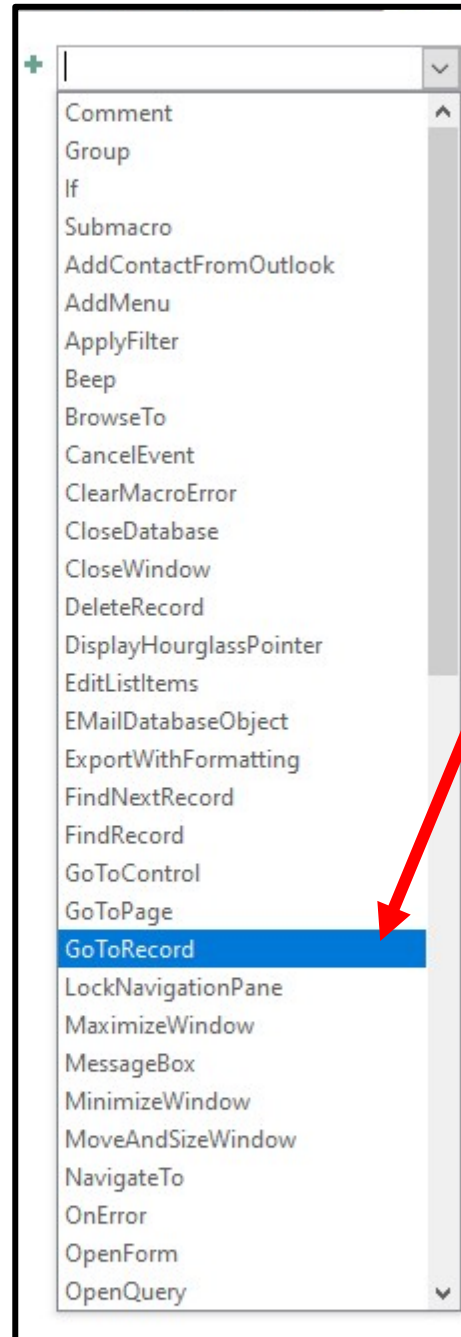 Comment
Group
If
Submacro
AddContactFromOutlook
AddMenu
ApplyFilter
Beep
BrowseTo
CancelEvent
ClearMacroError
CloseDatabase
CloseWindow
DeleteRecord
DisplayHourglassPointer
EditListItems
EMailDatabaseObject
ExportWithFormatting
FindNextRecord
FindRecord
GoToControl
GoToPage
GoToRecord
LockNavigationPane
MaximizeWindow
MessageBox
MinimizeWindow
MoveAndSizeWindow
NavigateTo
OnError
OpenForm
OpenQuery